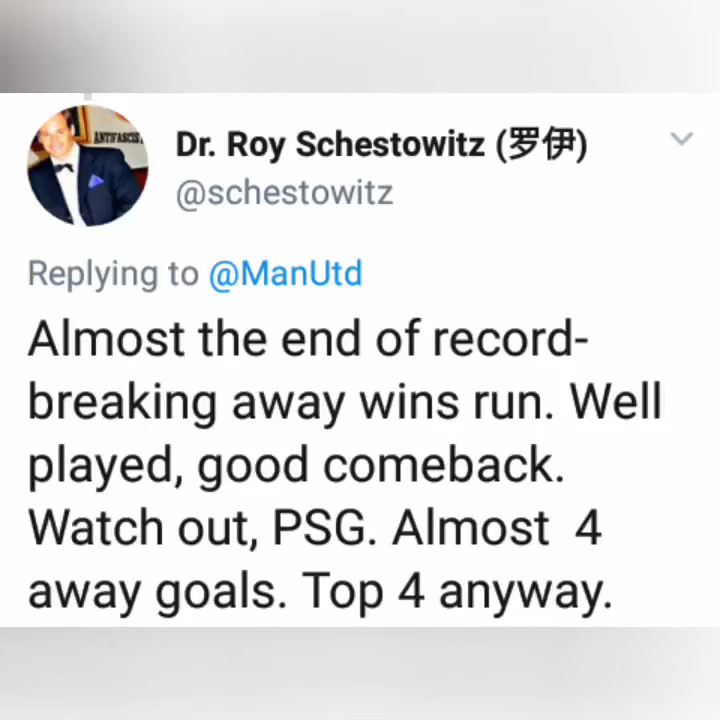 ANTIFASCIS
Dr. Roy Schestowitz (罗伊)
@schestowitz
Replying to @ManUtd
Almost the end of record-
breaking away wins run. Well
played, good comeback.
Watch out, PSG. Almost 4
away goals. Top 4 anyway.